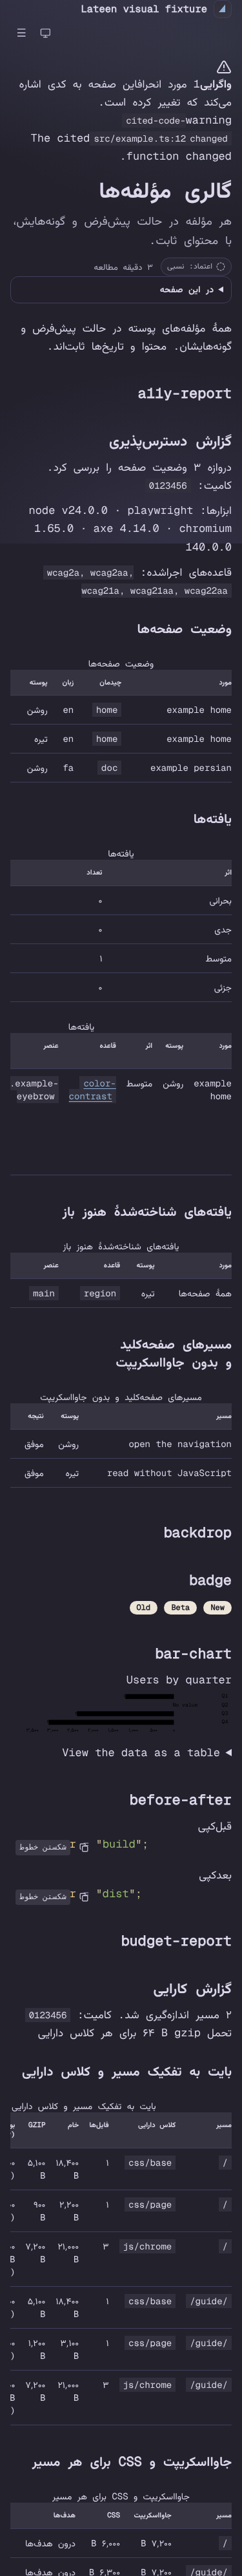 Lateen visual fixture
واگرایی1 مورد انحرافاین صفحه به کدی اشاره
می‌کند که تغییر کرده است.
cited-code-warning
The cited src/example.ts:12 changed
function changed.
گالری مؤلفه‌ها
هر مؤلفه در حالت پیش‌فرض و گونه‌هایش،
با محتوای ثابت.
اعتماد: نسبی
۳ دقیقه مطالعه
در این صفحه
همهٔ مؤلفه‌های پوسته در حالت پیش‌فرض و
گونه‌هایشان. محتوا و تاریخ‌ها ثابت‌اند.
a11y-report
گزارش دسترس‌پذیری
دروازه ۳ وضعیت صفحه را بررسی کرد.
کامیت: 0123456
ابزارها: node v24.0.0 · playwright
1.65.0 · axe 4.14.0 · chromium
140.0.0
قاعده‌های اجراشده: wcag2a, wcag2aa,
wcag21a, wcag21aa, wcag22aa
وضعیت صفحه‌ها
وضعیت صفحه‌ها
مورد چیدمان زبان پوسته
example home home en روشن
example home home en تیره
example persian doc fa روشن
یافته‌ها
یافته‌ها
اثر تعداد
بحرانی ۰
جدی ۰
متوسط ۱
جزئی ۰
یافته‌ها
مورد پوسته اثر قاعده عنصر
example home روشن متوسط color-contrast .example-eyebrow
یافته‌های شناخته‌شدهٔ هنوز باز
یافته‌های شناخته‌شدهٔ هنوز باز
مورد پوسته قاعده عنصر
همهٔ صفحه‌ها تیره region main
مسیرهای صفحه‌کلید
و بدون جاوااسکریپت
مسیرهای صفحه‌کلید و بدون جاوااسکریپت
مسیر پوسته نتیجه
open the navigation روشن موفق
read without JavaScript تیره موفق
backdrop
badge
New Beta Old
bar-chart
Users by quarter
View the data as a table
before-after
قبل‌کپی
شکستن خطوط
r "build";
بعدکپی
شکستن خطوط
r "dist";
budget-report
گزارش کارایی
۲ مسیر اندازه‌گیری شد. کامیت: 0123456
تحمل ۶۴ B gzip برای هر کلاس دارایی
بایت به تفکیک مسیر و کلاس دارایی
بایت به تفکیک مسیر و کلاس دارایی
مسیر کلاس دارایی فایل‌ها خام GZIP
/ css/base ۱ ۱۸,۴۰۰ B ۵,۱۰۰ B
/ css/page ۱ ۲,۲۰۰ B ۹۰۰ B
/ js/chrome ۳ ۲۱,۰۰۰ B ۷,۲۰۰ B
/guide/ css/base ۱ ۱۸,۴۰۰ B ۵,۱۰۰ B
/guide/ css/page ۱ ۳,۱۰۰ B ۱,۲۰۰ B
/guide/ js/chrome ۳ ۲۱,۰۰۰ B ۷,۲۰۰ B
جاوااسکریپت و CSS برای هر مسیر
جاوااسکریپت و CSS برای هر مسیر
مسیر جاوااسکریپت CSS هدف‌ها
/ ۷,۲۰۰ B ۶,۰۰۰ B درون هدف‌ها
/guide/ ۷,۲۰۰ B ۶,۳۰۰ B درون هدف‌ها